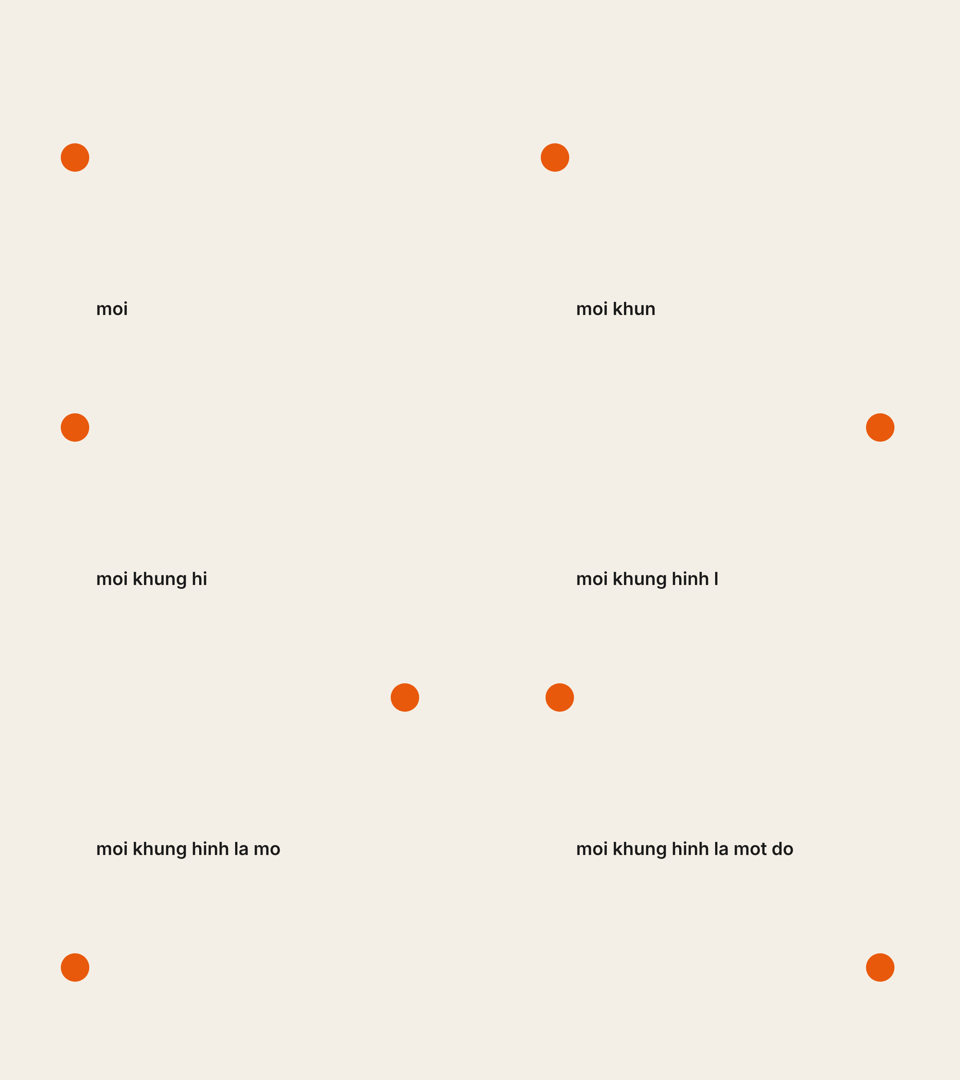 moi
moi khun
moi khung hi
moi khung hinh l
moi khung hinh la mo
moi khung hinh la mot do